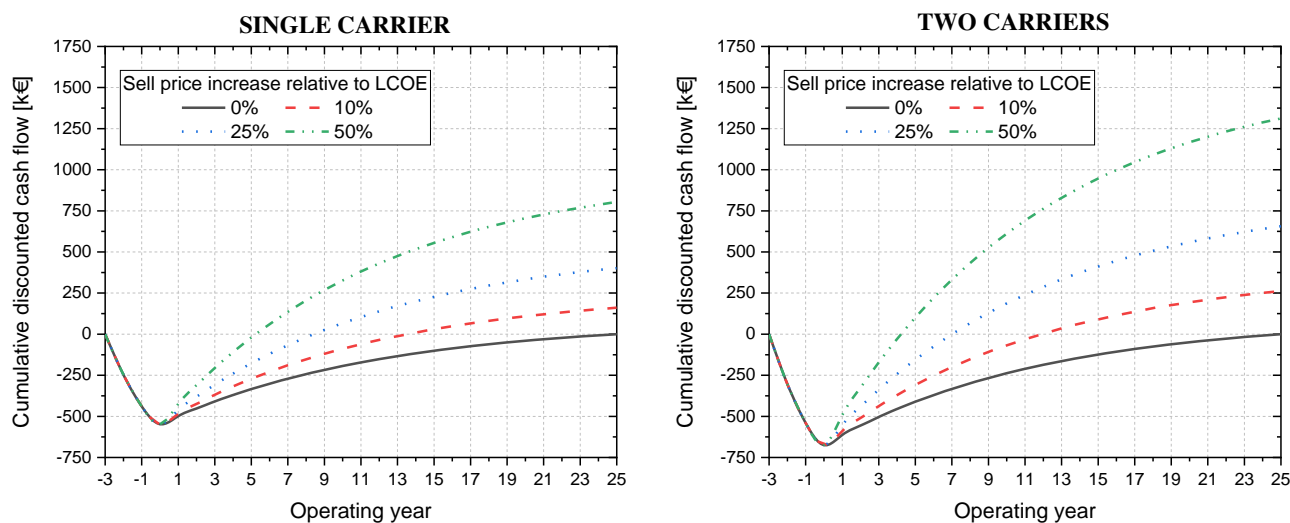 SINGLE CARRIER
Cumulative discounted cash flow [k€]
1750
1500
1250
1000
750
500
250
0
-250
-500
-750
Sell price increase relative to LCOE
0% 10%
25% 50%
-3 -1 1 3 5 7 9 11 13 15 17 19 21 23 25
Operating year
TWO CARRIERS
Cumulative discounted cash flow [k€]
1750
1500
1250
1000
750
500
250
0
-250
-500
-750
Sell price increase relative to LCOE
0% 10%
25% 50%
-3 -1 1 3 5 7 9 11 13 15 17 19 21 23 25
Operating year